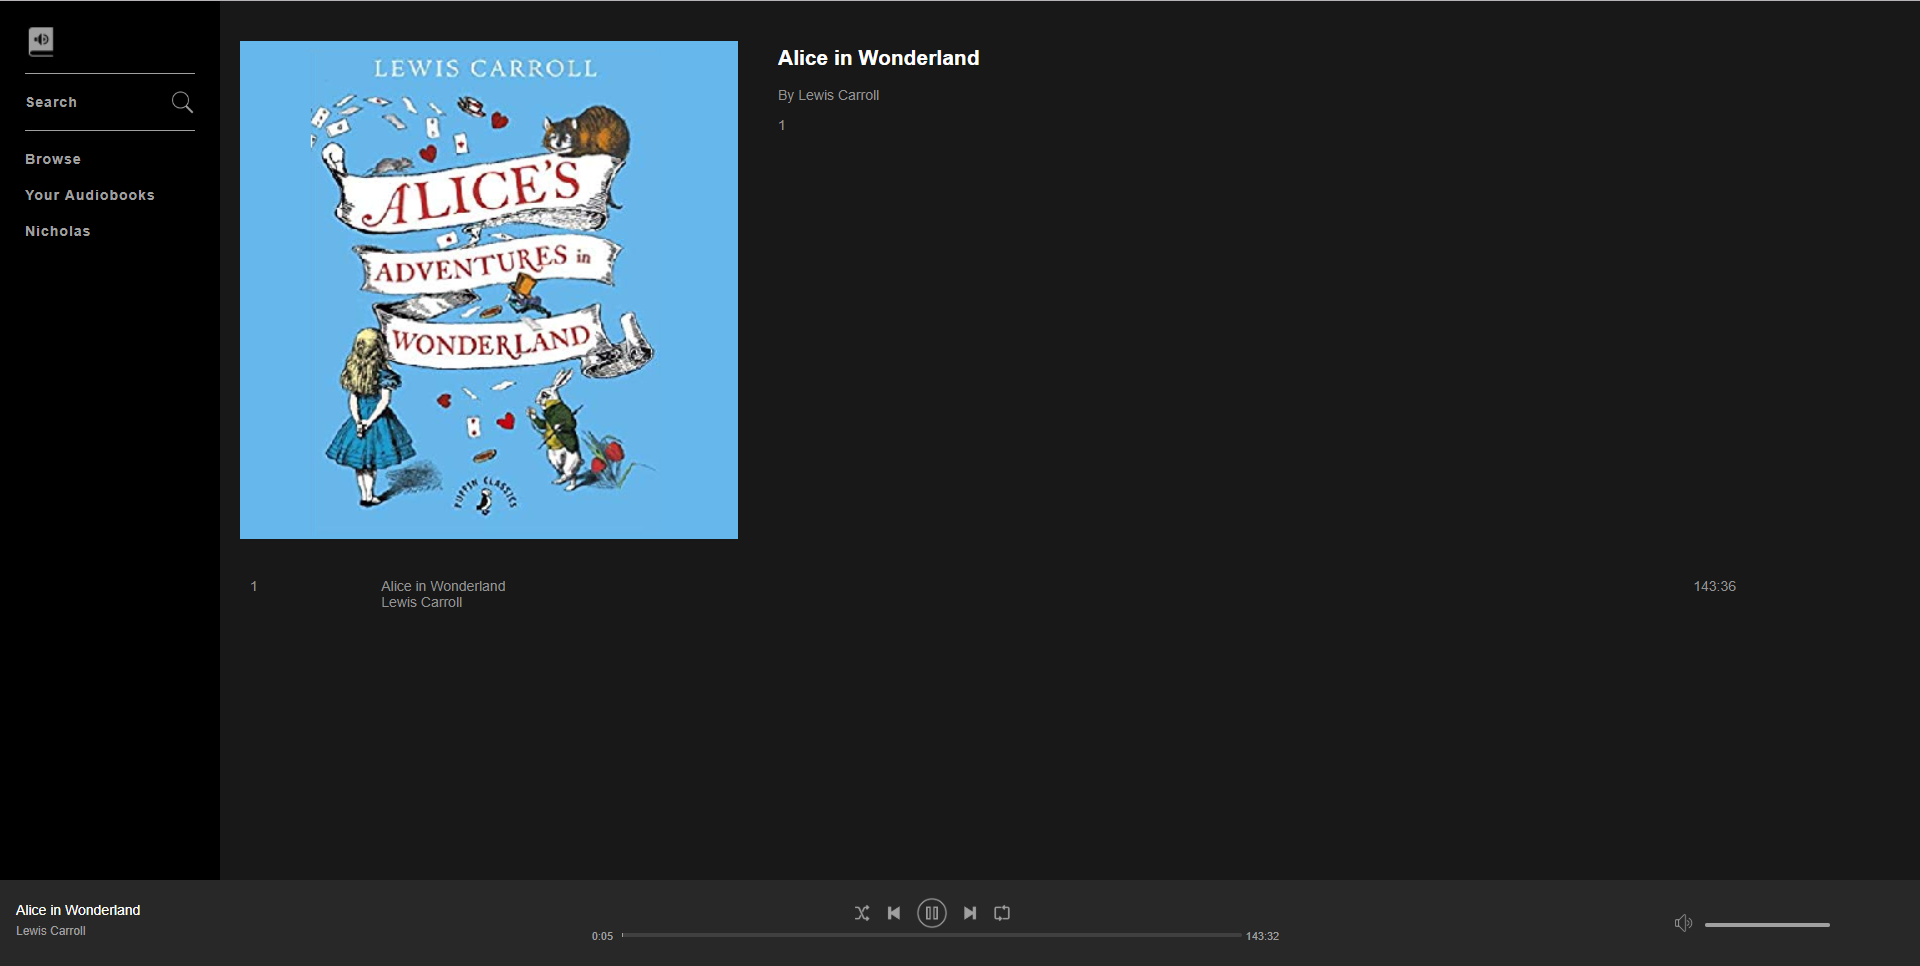 Search
Browse
Your Audiobooks
Nicholas
LEWIS CARROLL
ALICE'S
ADVENTURES in
WONDERLAND
PUFFIN CLASSICS
Alice in Wonderland
By Lewis Carroll
1
1 Alice in Wonderland 143:36
Lewis Carroll
Alice in Wonderland
Lewis Carroll
0:05 143:32